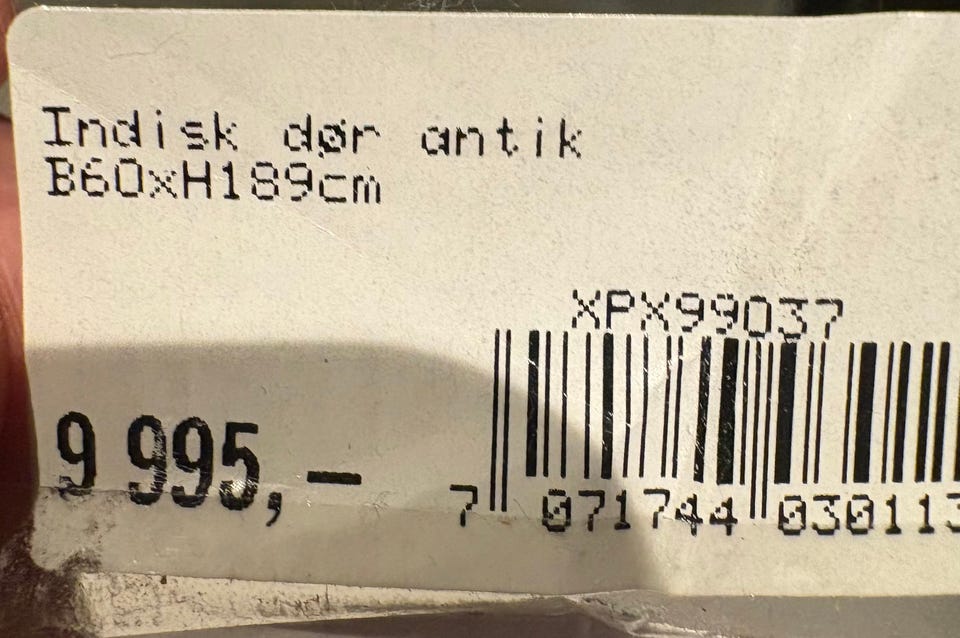 Indisk dør antik
B60xH189cm
XPX99037
9 995,–
7 071744 030113